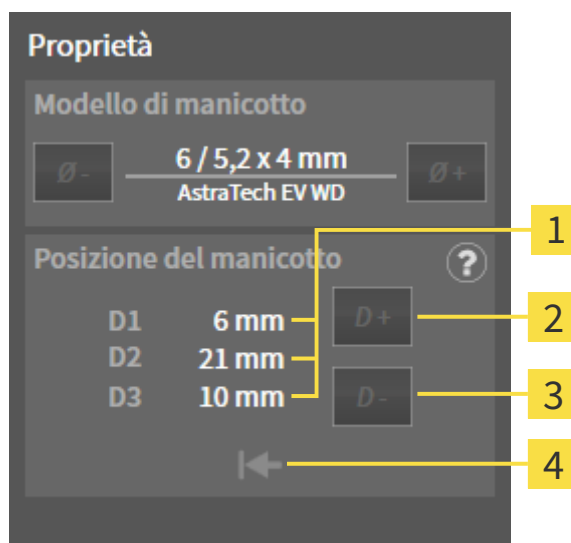 Proprietà
Modello di manicotto
Ø -
6 / 5,2 x 4 mm
Ø +
AstraTech EV WD
1
Posizione del manicotto
?
D1 6 mm
D +
2
D2 21 mm
D3 10 mm
D -
3
4